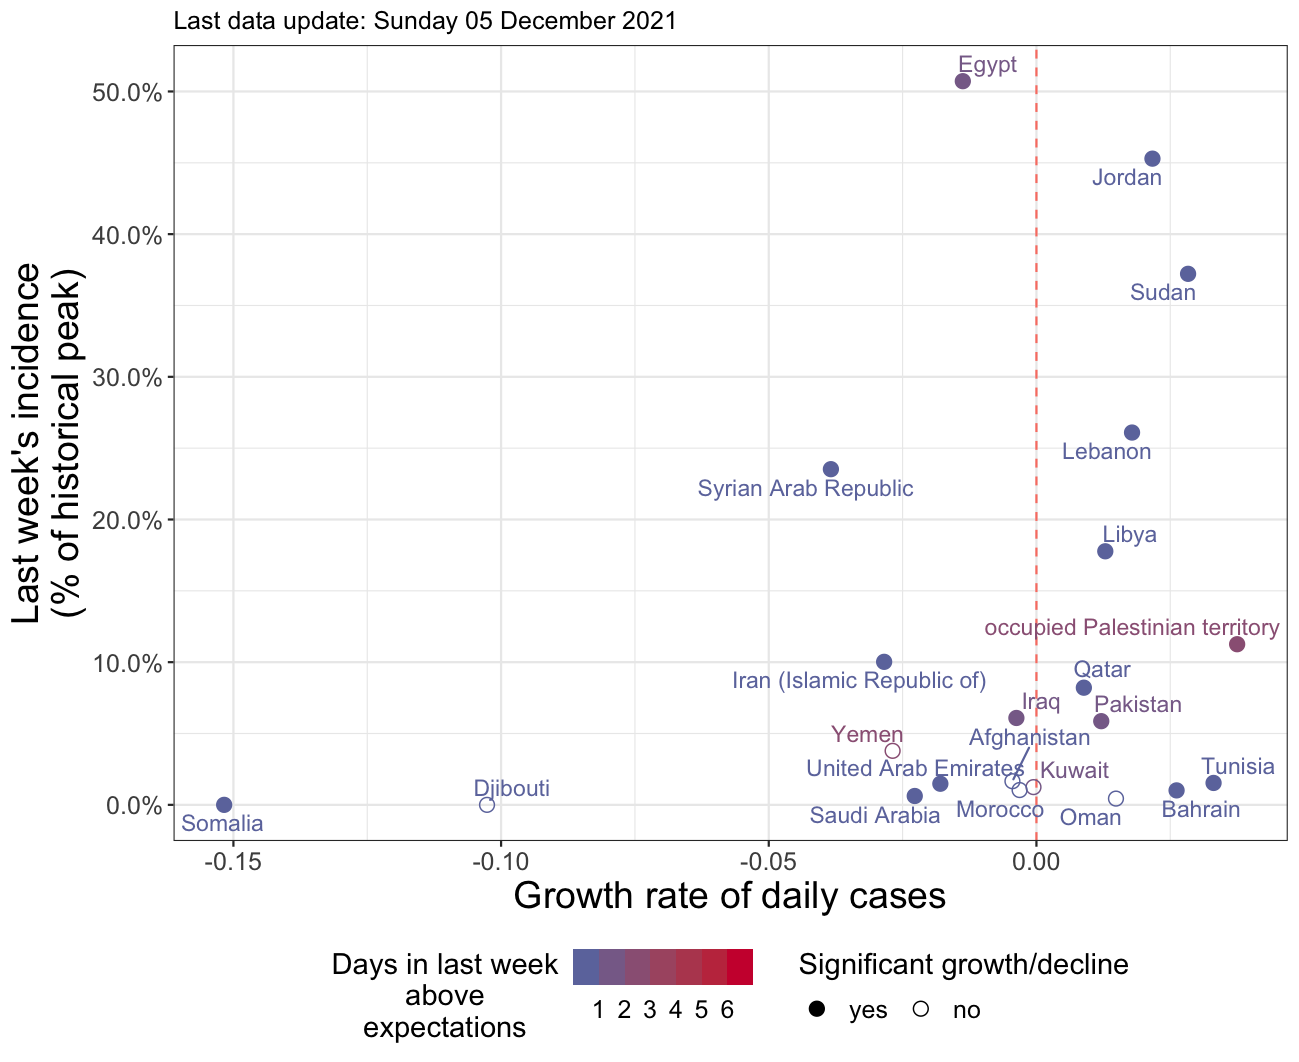 Last data update: Sunday 05 December 2021
Last week's incidence
(% of historical peak)
50.0%
40.0%
30.0%
20.0%
10.0%
0.0%
Egypt
Jordan
Sudan
Lebanon
Syrian Arab Republic
Libya
occupied Palestinian territory
Qatar
Iran (Islamic Republic of)
Iraq
Pakistan
Yemen
Afghanistan
United Arab Emirates
Kuwait
Tunisia
Djibouti
Somalia
Saudi Arabia
Morocco
Oman
Bahrain
-0.15 -0.10 -0.05 0.00
Growth rate of daily cases
Days in last week
above
expectations
1 2 3 4 5 6
Significant growth/decline
yes no